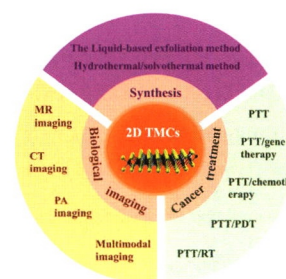 The Liquid-based exfoliation method
Hydrothermal/solvothermal method
Synthesis
2D TMCs
Biological imaging
Cancer treatment
MR
imaging
CT
imaging
PA
imaging
Multimodal
imaging
PTT
PTT/gene
therapy
PTT/chemoth
erapy
PTT/PDT
PTT/RT